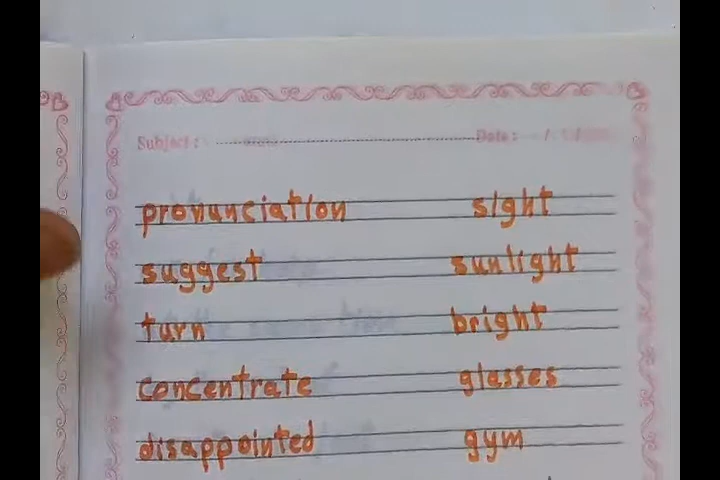 Subject : Date : / /
pronunciation sight
suggest sunlight
turn bright
concentrate glasses
disappointed gym